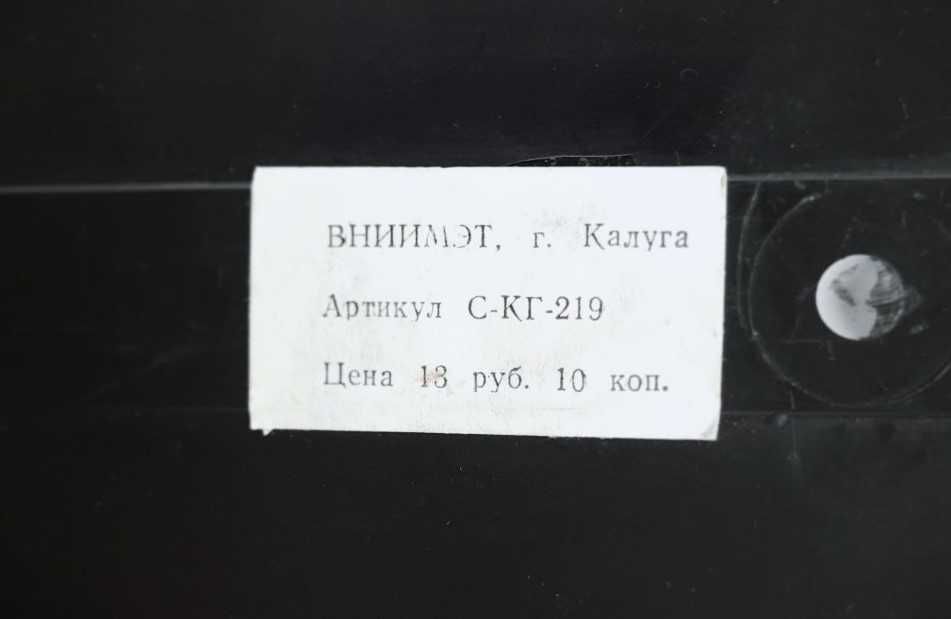 ВНИИМЭТ, г. Калуга
Артикул С-КГ-219
Цена 13 руб. 10 коп.